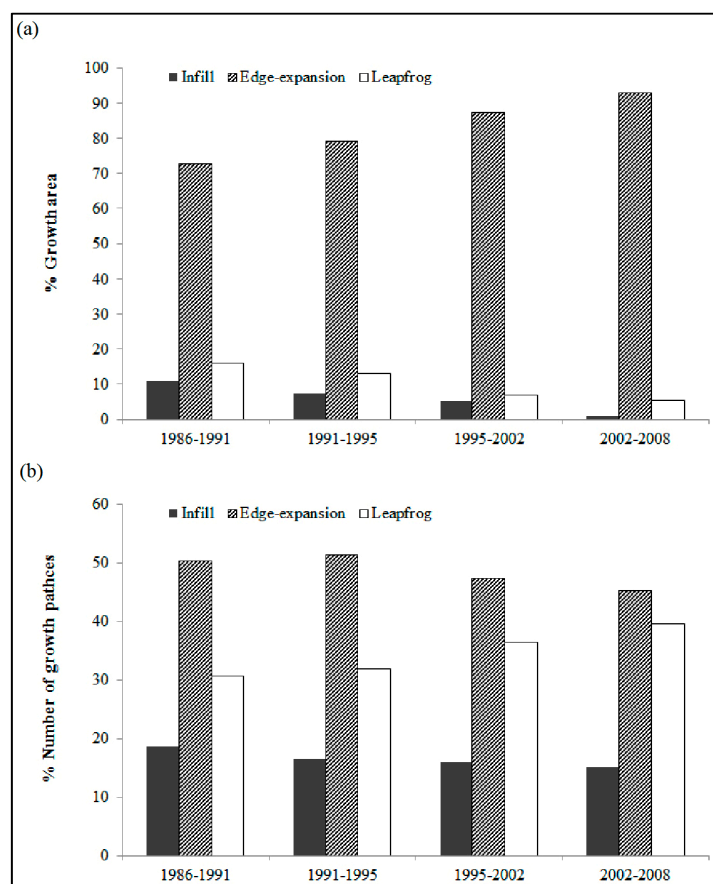 (a)
100
90
80
70
60
50
40
30
20
10
0
% Growth area
Infill Edge-expansion Leapfrog
1986-1991 1991-1995 1995-2002 2002-2008
(b)
60
50
40
30
20
10
0
% Number of growth pathces
Infill Edge-expansion Leapfrog
1986-1991 1991-1995 1995-2002 2002-2008